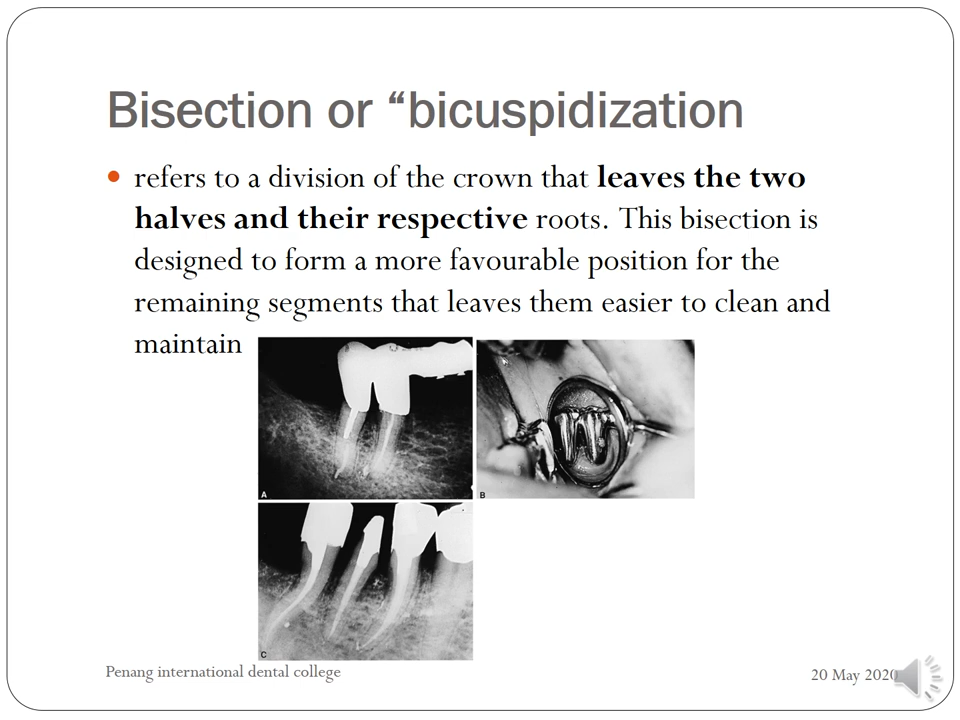 Bisection or “bicuspidization
refers to a division of the crown that leaves the two
halves and their respective roots. This bisection is
designed to form a more favourable position for the
remaining segments that leaves them easier to clean and
maintain
A
B
C
Penang international dental college
20 May 2020